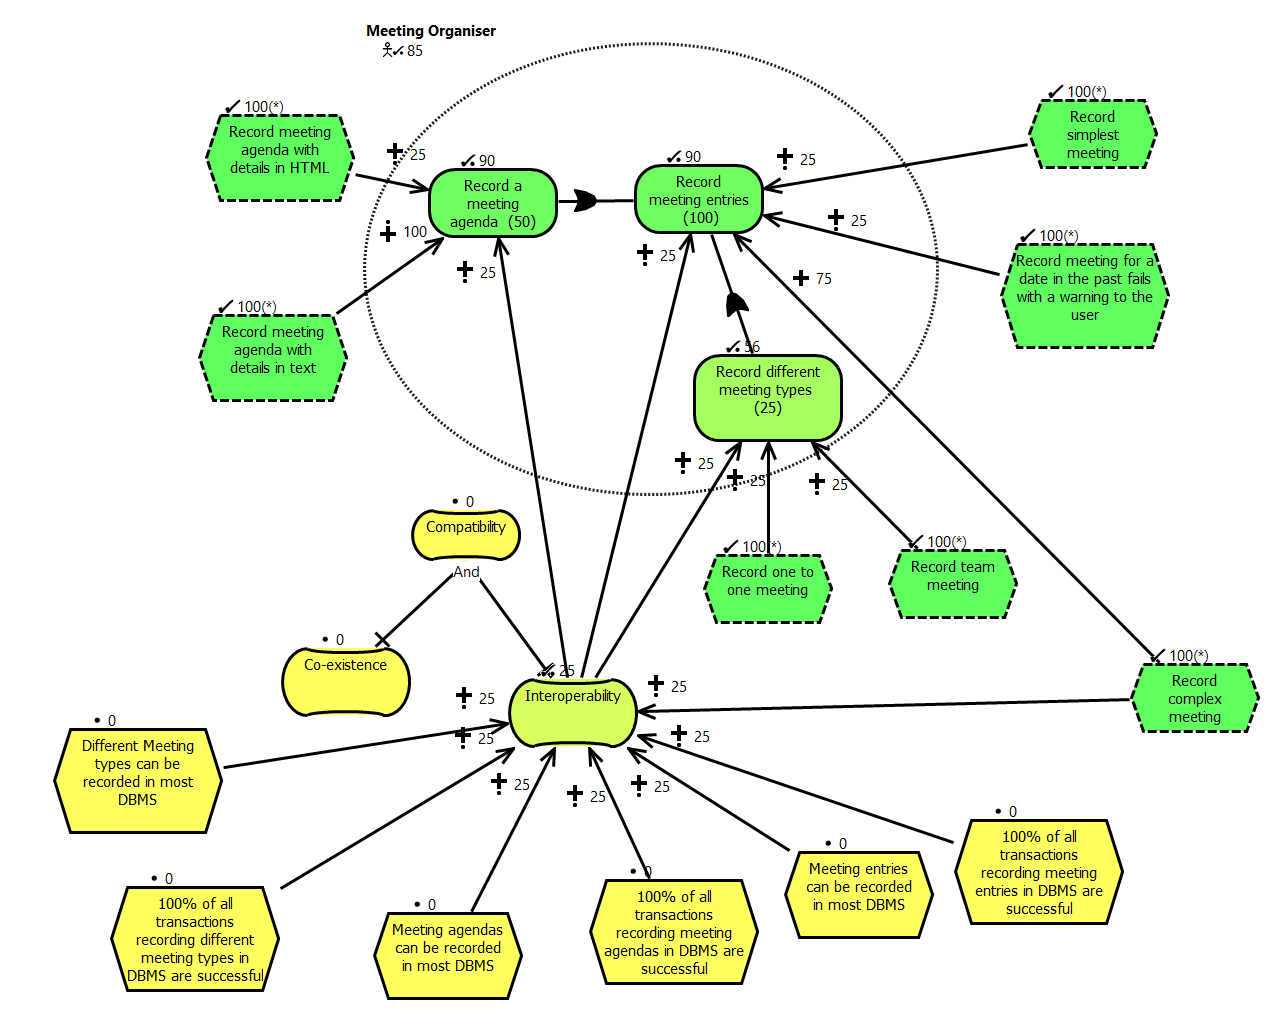 Meeting Organiser
85
100(*)
Record meeting
agenda with
details in HTML
25
90
Record a
meeting
agenda (50)
90
Record
meeting entries
(100)
25
100(*)
Record
simplest
meeting
25
100(*)
Record meeting for a
date in the past fails
with a warning to the
user
100
25
25
75
100(*)
Record meeting
agenda with
details in text
56
Record different
meeting types
(25)
25
25
25
0
Compatibility
And
100(*)
Record one to
one meeting
100(*)
Record team
meeting
0
Co-existence
25
Interoperability
100(*)
Record
complex
meeting
25
25
25
25
25
25
25
25
0
Different Meeting
types can be
recorded in most
DBMS
0
100% of all
transactions
recording different
meeting types in
DBMS are successful
0
Meeting agendas
can be recorded
in most DBMS
0
100% of all
transactions
recording meeting
agendas in DBMS are
successful
0
Meeting entries
can be recorded
in most DBMS
0
100% of all
transactions
recording meeting
entries in DBMS are
successful